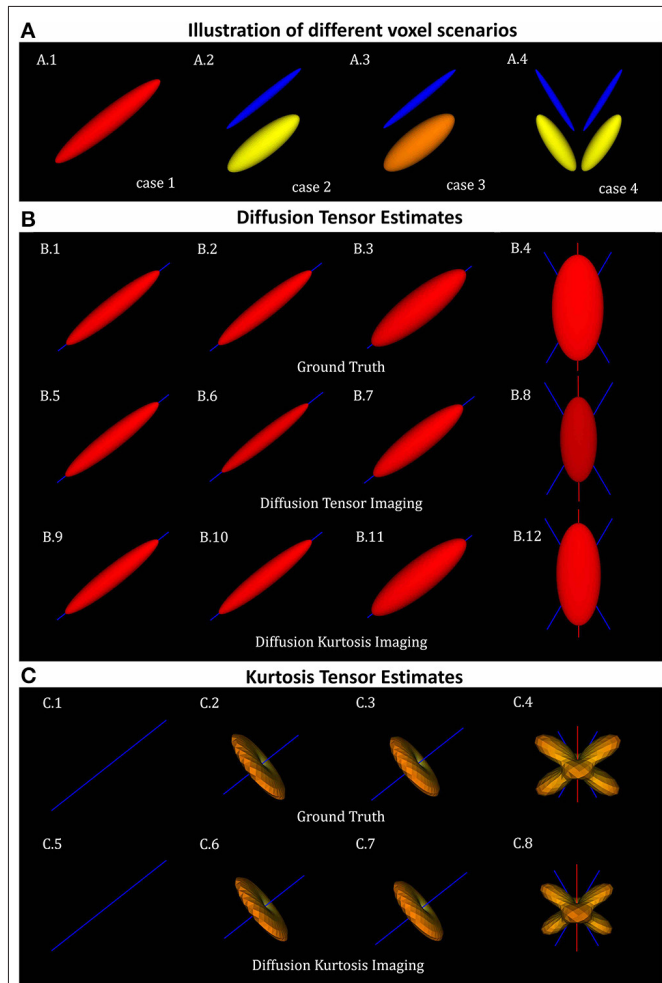 A Illustration of different voxel scenarios
A.1 A.2 A.3 A.4
case 1 case 2 case 3 case 4
B Diffusion Tensor Estimates
B.1 B.2 B.3 B.4
Ground Truth
B.5 B.6 B.7 B.8
Diffusion Tensor Imaging
B.9 B.10 B.11 B.12
Diffusion Kurtosis Imaging
C Kurtosis Tensor Estimates
C.1 C.2 C.3 C.4
Ground Truth
C.5 C.6 C.7 C.8
Diffusion Kurtosis Imaging